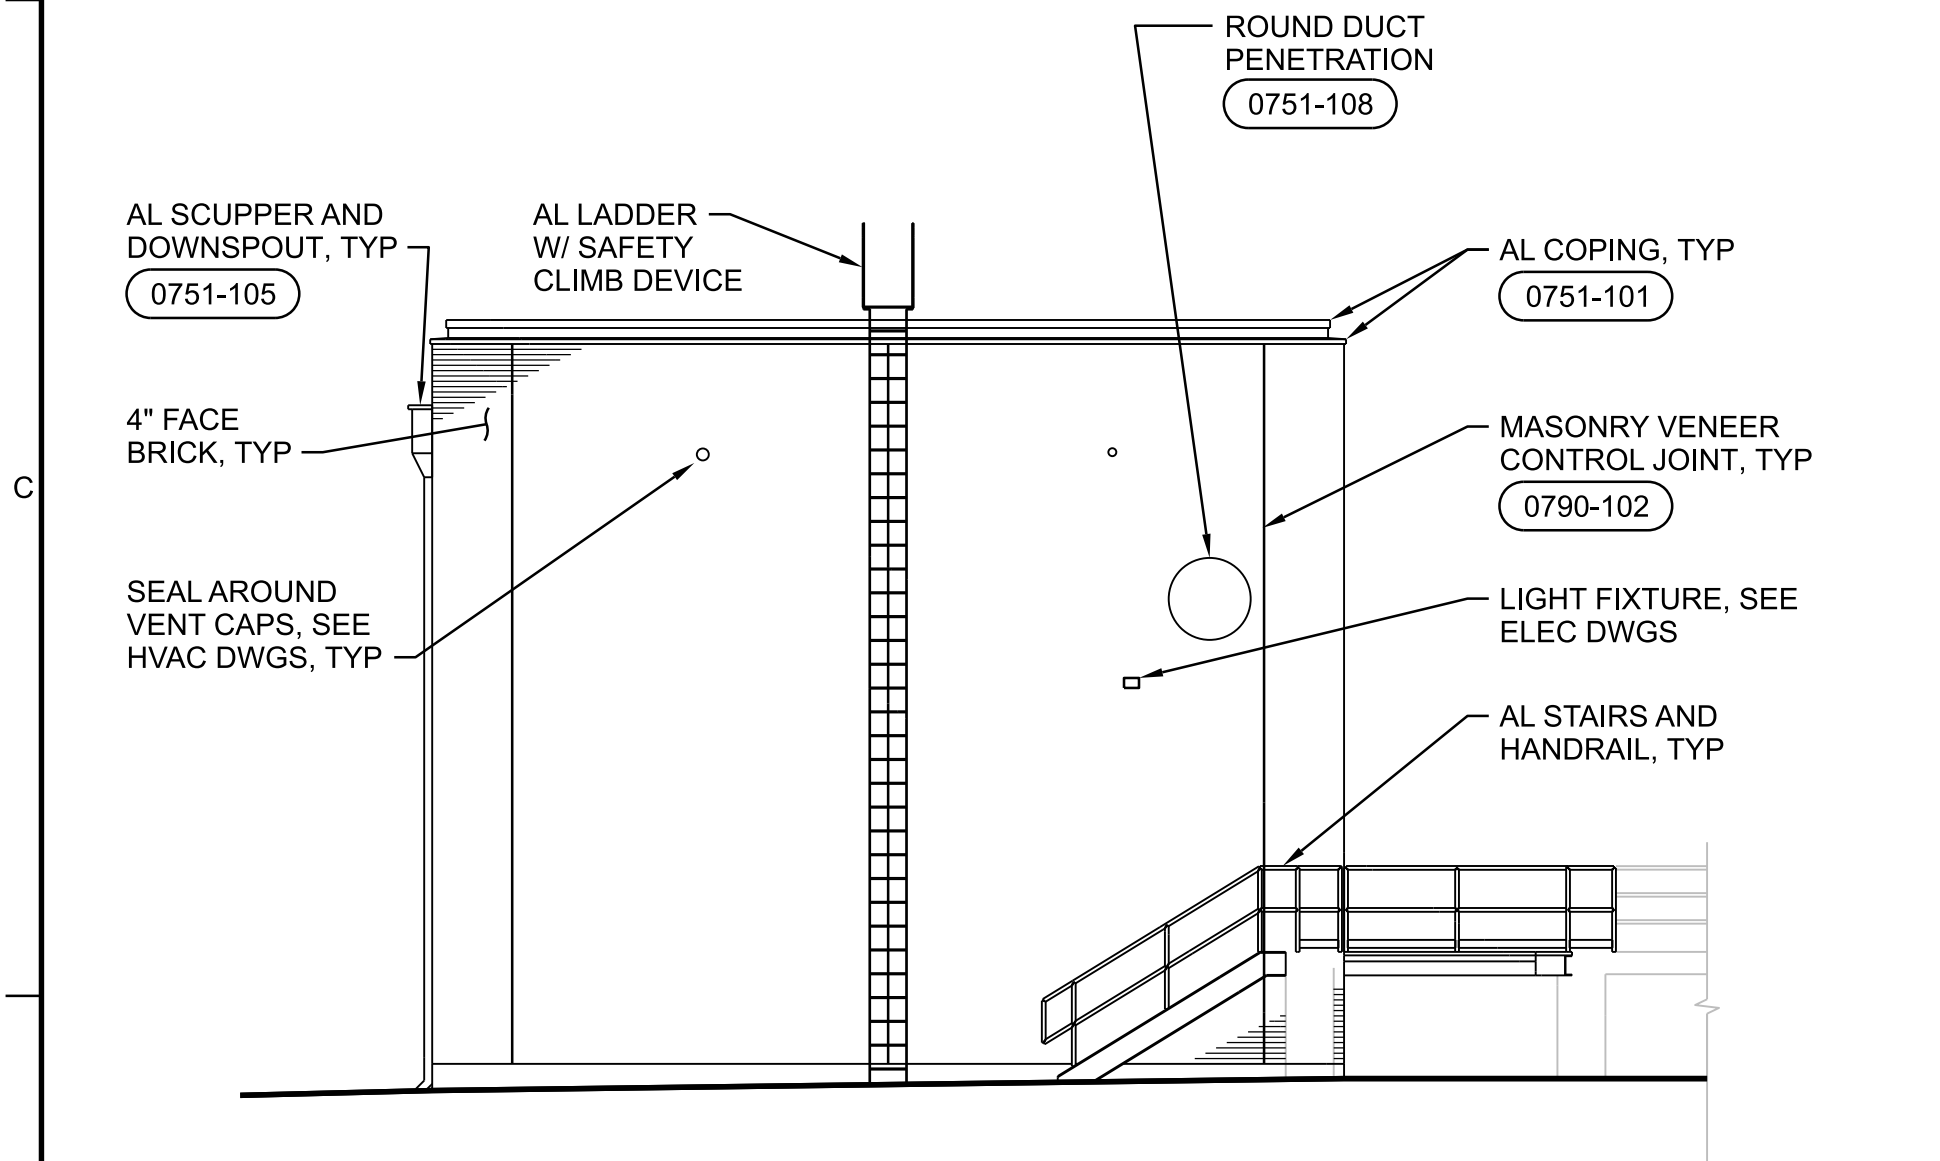 ROUND DUCT
PENETRATION
0751-108
AL SCUPPER AND
DOWNSPOUT, TYP
0751-105
AL LADDER
W/ SAFETY
CLIMB DEVICE
AL COPING, TYP
0751-101
4" FACE
BRICK, TYP
MASONRY VENEER
CONTROL JOINT, TYP
0790-102
C
SEAL AROUND
VENT CAPS, SEE
HVAC DWGS, TYP
LIGHT FIXTURE, SEE
ELEC DWGS
AL STAIRS AND
HANDRAIL, TYP